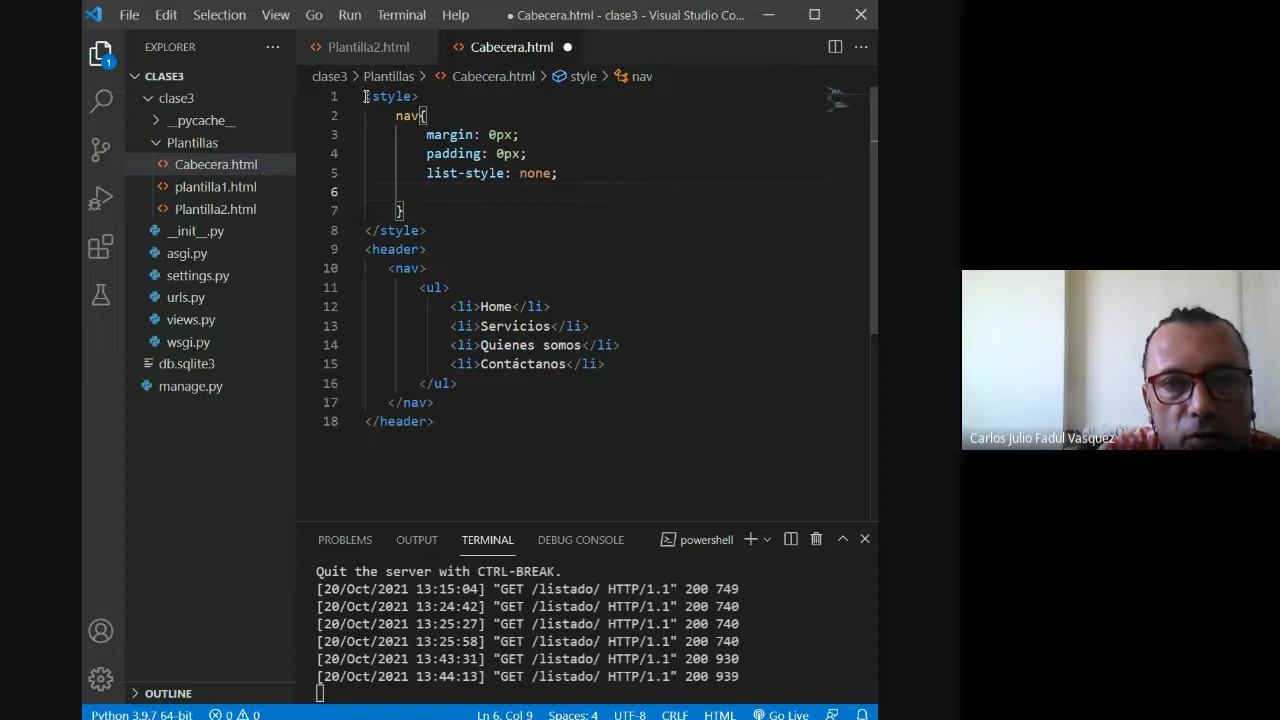 File Edit Selection View Go Run Terminal Help ● Cabecera.html - clase3 - Visual Studio Co...
EXPLORER ···
Plantilla2.html Cabecera.html ●
CLASE3
clase3 > Plantillas > Cabecera.html > style > nav
clase3
__pycache__
Plantillas
Cabecera.html
plantilla1.html
Plantilla2.html
__init__.py
asgi.py
settings.py
urls.py
views.py
wsgi.py
db.sqlite3
manage.py
OUTLINE
1 <style>
2 nav{
3 margin: 0px;
4 padding: 0px;
5 list-style: none;
6
7 }
8 </style>
9 <header>
10 <nav>
11 <ul>
12 <li>Home</li>
13 <li>Servicios</li>
14 <li>Quienes somos</li>
15 <li>Contáctanos</li>
16 </ul>
17 </nav>
18 </header>
PROBLEMS OUTPUT TERMINAL DEBUG CONSOLE powershell
Quit the server with CTRL-BREAK.
[20/Oct/2021 13:15:04] "GET /listado/ HTTP/1.1" 200 749
[20/Oct/2021 13:24:42] "GET /listado/ HTTP/1.1" 200 740
[20/Oct/2021 13:25:27] "GET /listado/ HTTP/1.1" 200 740
[20/Oct/2021 13:25:58] "GET /listado/ HTTP/1.1" 200 740
[20/Oct/2021 13:43:31] "GET /listado/ HTTP/1.1" 200 930
[20/Oct/2021 13:44:13] "GET /listado/ HTTP/1.1" 200 939
Python 3.9.7 64-bit 0 0 Ln 6, Col 9 Spaces: 4 UTF-8 CRLF HTML Go Live
1
Carlos Julio Fadul Vasquez